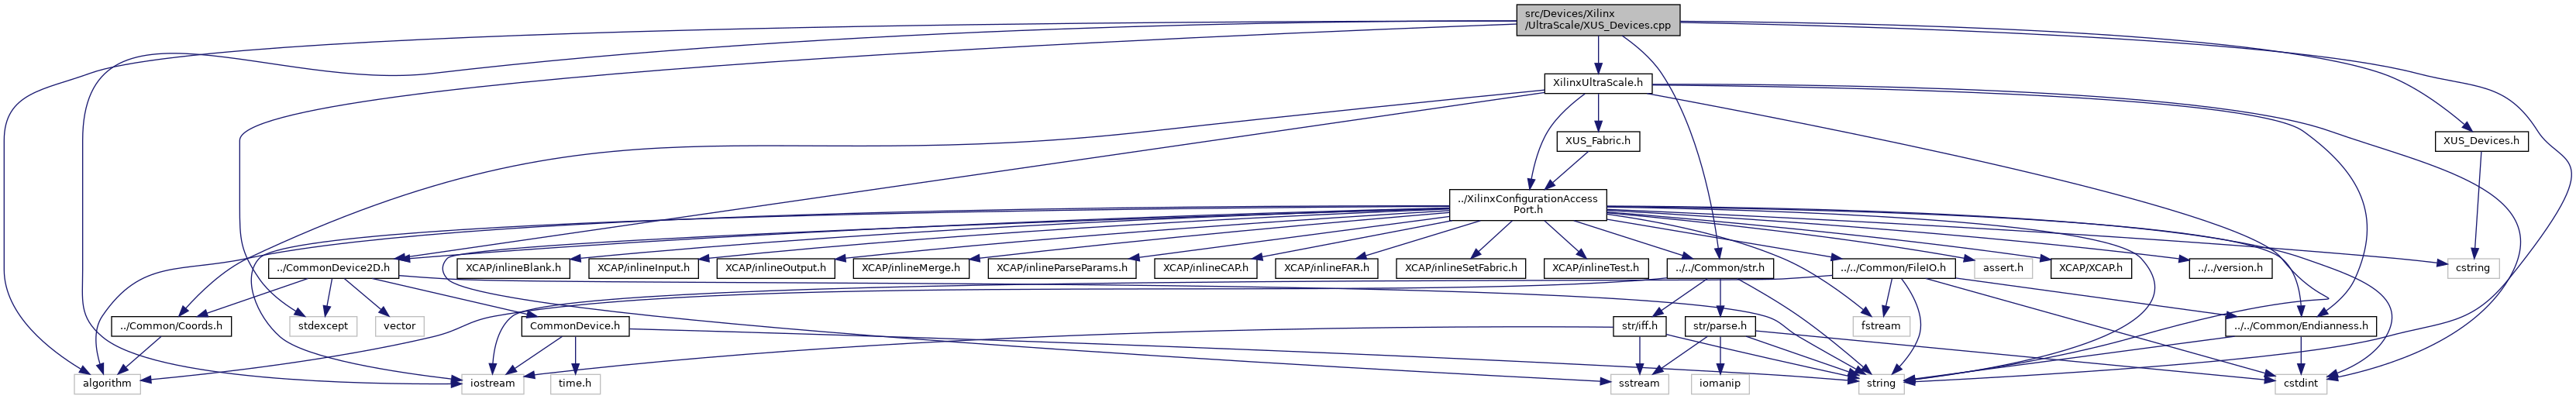 src/Devices/Xilinx
/UltraScale/XUS_Devices.cpp
XilinxUltraScale.h
XUS_Fabric.h
XUS_Devices.h
../XilinxConfigurationAccess
Port.h
../CommonDevice2D.h
XCAP/inlineBlank.h
XCAP/inlineInput.h
XCAP/inlineOutput.h
XCAP/inlineMerge.h
XCAP/inlineParseParams.h
XCAP/inlineCAP.h
XCAP/inlineFAR.h
XCAP/inlineSetFabric.h
XCAP/inlineTest.h
../../Common/str.h
../../Common/FileIO.h
assert.h
XCAP/XCAP.h
../../version.h
cstring
../Common/Coords.h
stdexcept
vector
CommonDevice.h
str/iff.h
str/parse.h
fstream
../../Common/Endianness.h
algorithm
iostream
time.h
sstream
iomanip
string
cstdint